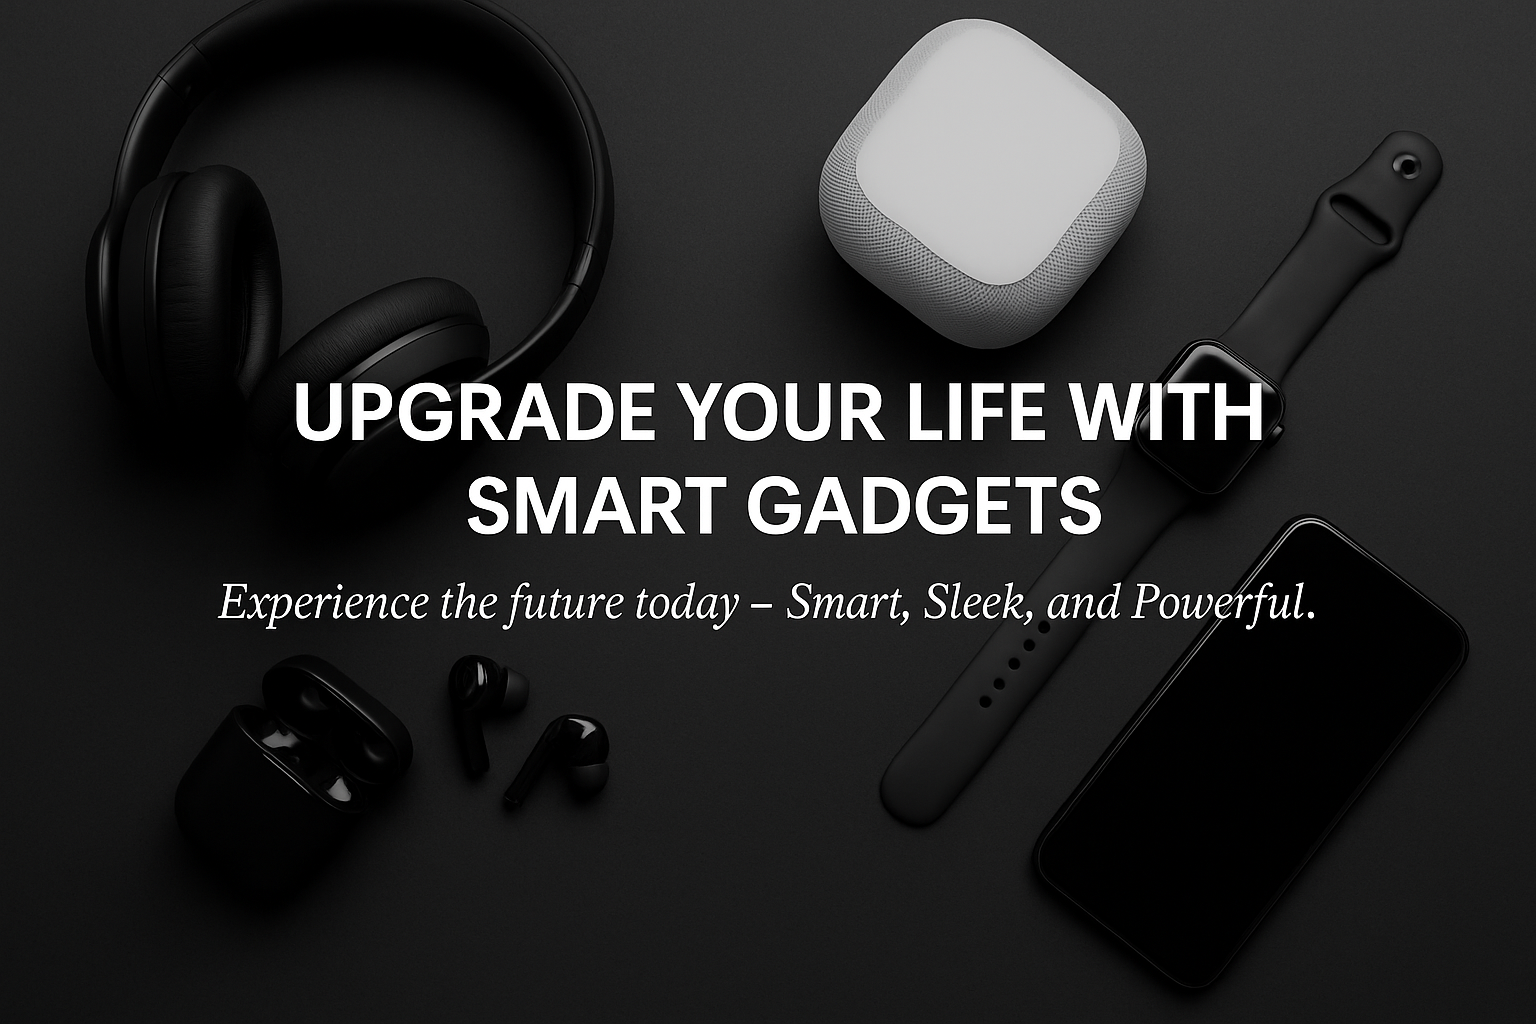 UPGRADE YOUR LIFE WITH
SMART GADGETS
Experience the future today – Smart, Sleek, and Powerful.